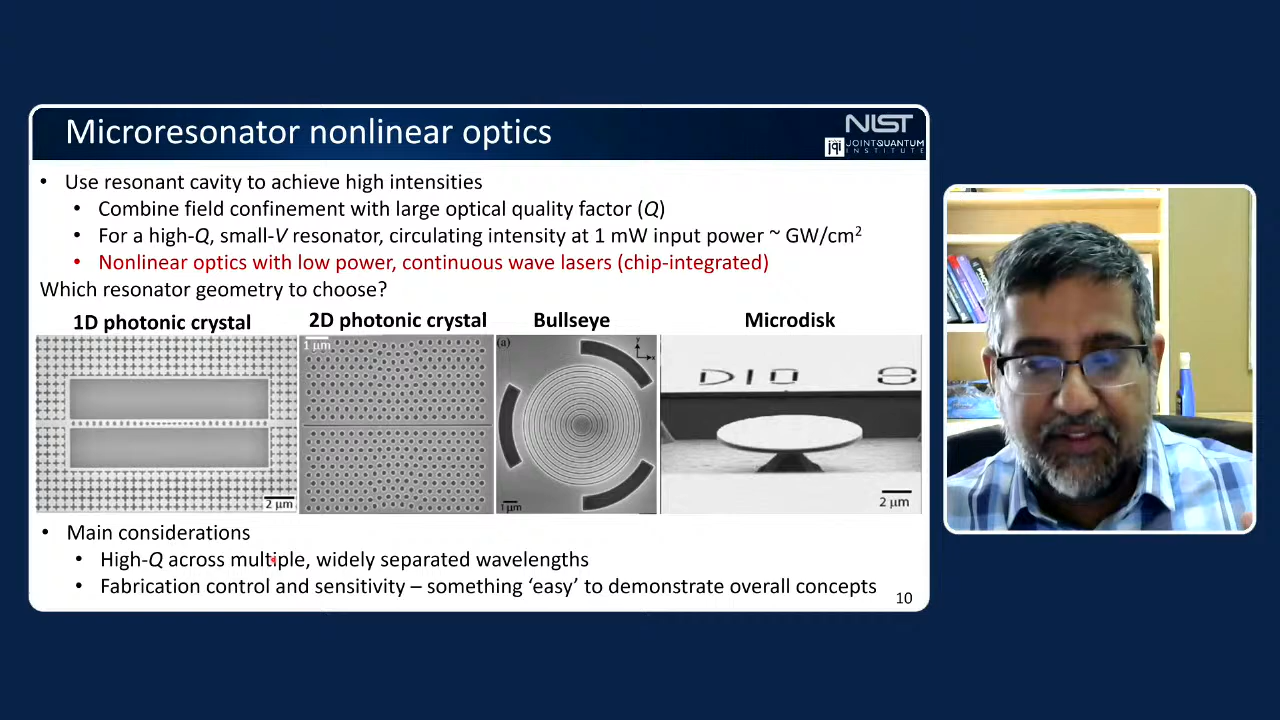 Microresonator nonlinear optics
NIST
jqi JOINT QUANTUM
INSTITUTE
• Use resonant cavity to achieve high intensities
• Combine field confinement with large optical quality factor (Q)
• For a high-Q, small-V resonator, circulating intensity at 1 mW input power ~ GW/cm²
• Nonlinear optics with low power, continuous wave lasers (chip-integrated)
Which resonator geometry to choose?
1D photonic crystal
2D photonic crystal
Bullseye
Microdisk
2 µm
1 µm
(a)
y
x
1µm
D10 8
2 µm
• Main considerations
• High-Q across multiple, widely separated wavelengths
• Fabrication control and sensitivity – something ‘easy’ to demonstrate overall concepts
10